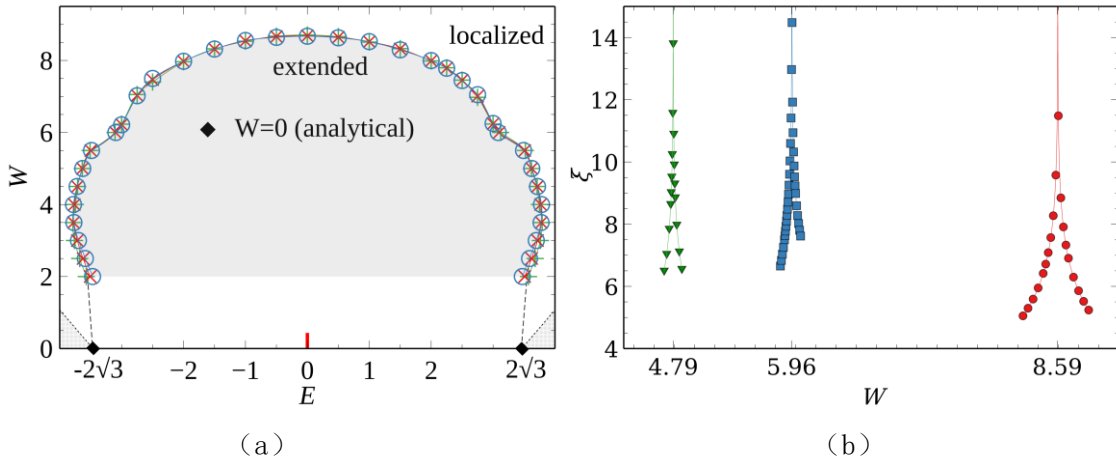 localized
extended
W=0 (analytical)
W
8
6
4
2
0
-2√3
−2
−1
0
1
2
2√3
E
(a)
ξ
14
12
10
8
6
4
4.79
5.96
8.59
W
(b)